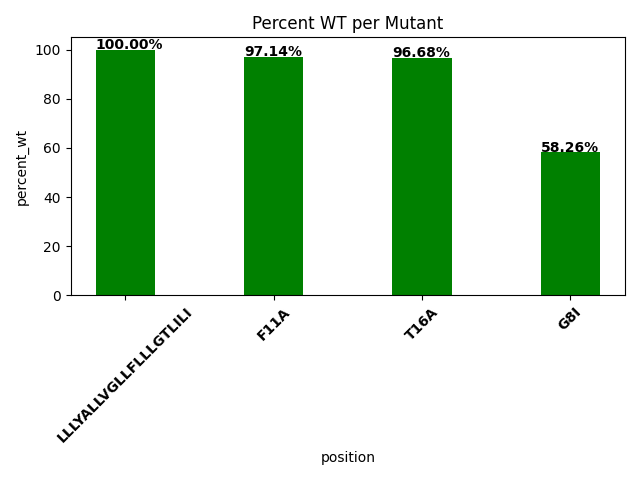 Percent WT per Mutant
percent_wt
100
80
60
40
20
0
100.00%
97.14%
96.68%
58.26%
LLLYALLVGLLFLLLGTLILI
F11A
T16A
G8I
position